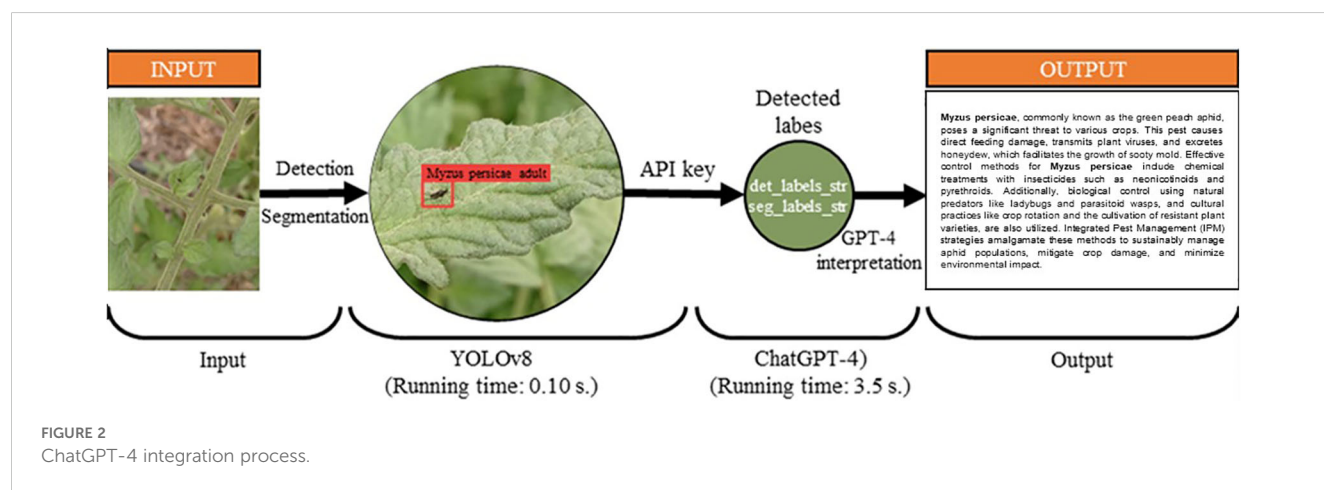 INPUT
OUTPUT
Detection
Segmentation
Myzus persicae adult
API key
Detected
labes
det_labels_str
seg_labels_str
GPT-4
interpretation
Myzus persicae, commonly known as the green peach aphid,
poses a significant threat to various crops. This pest causes
direct feeding damage, transmits plant viruses, and excretes
honeydew, which facilitates the growth of sooty mold. Effective
control methods for Myzus persicae include chemical
treatments with insecticides such as neonicotinoids and
pyrethroids. Additionally, biological control using natural
predators like ladybugs and parasitoid wasps, and cultural
practices like crop rotation and the cultivation of resistant plant
varieties, are also utilized. Integrated Pest Management (IPM)
strategies amalgamate these methods to sustainably manage
aphid populations, mitigate crop damage, and minimize
environmental impact.
Input
YOLOv8
(Running time: 0.10 s.)
ChatGPT-4)
(Running time: 3.5 s.)
Output
FIGURE 2
ChatGPT-4 integration process.